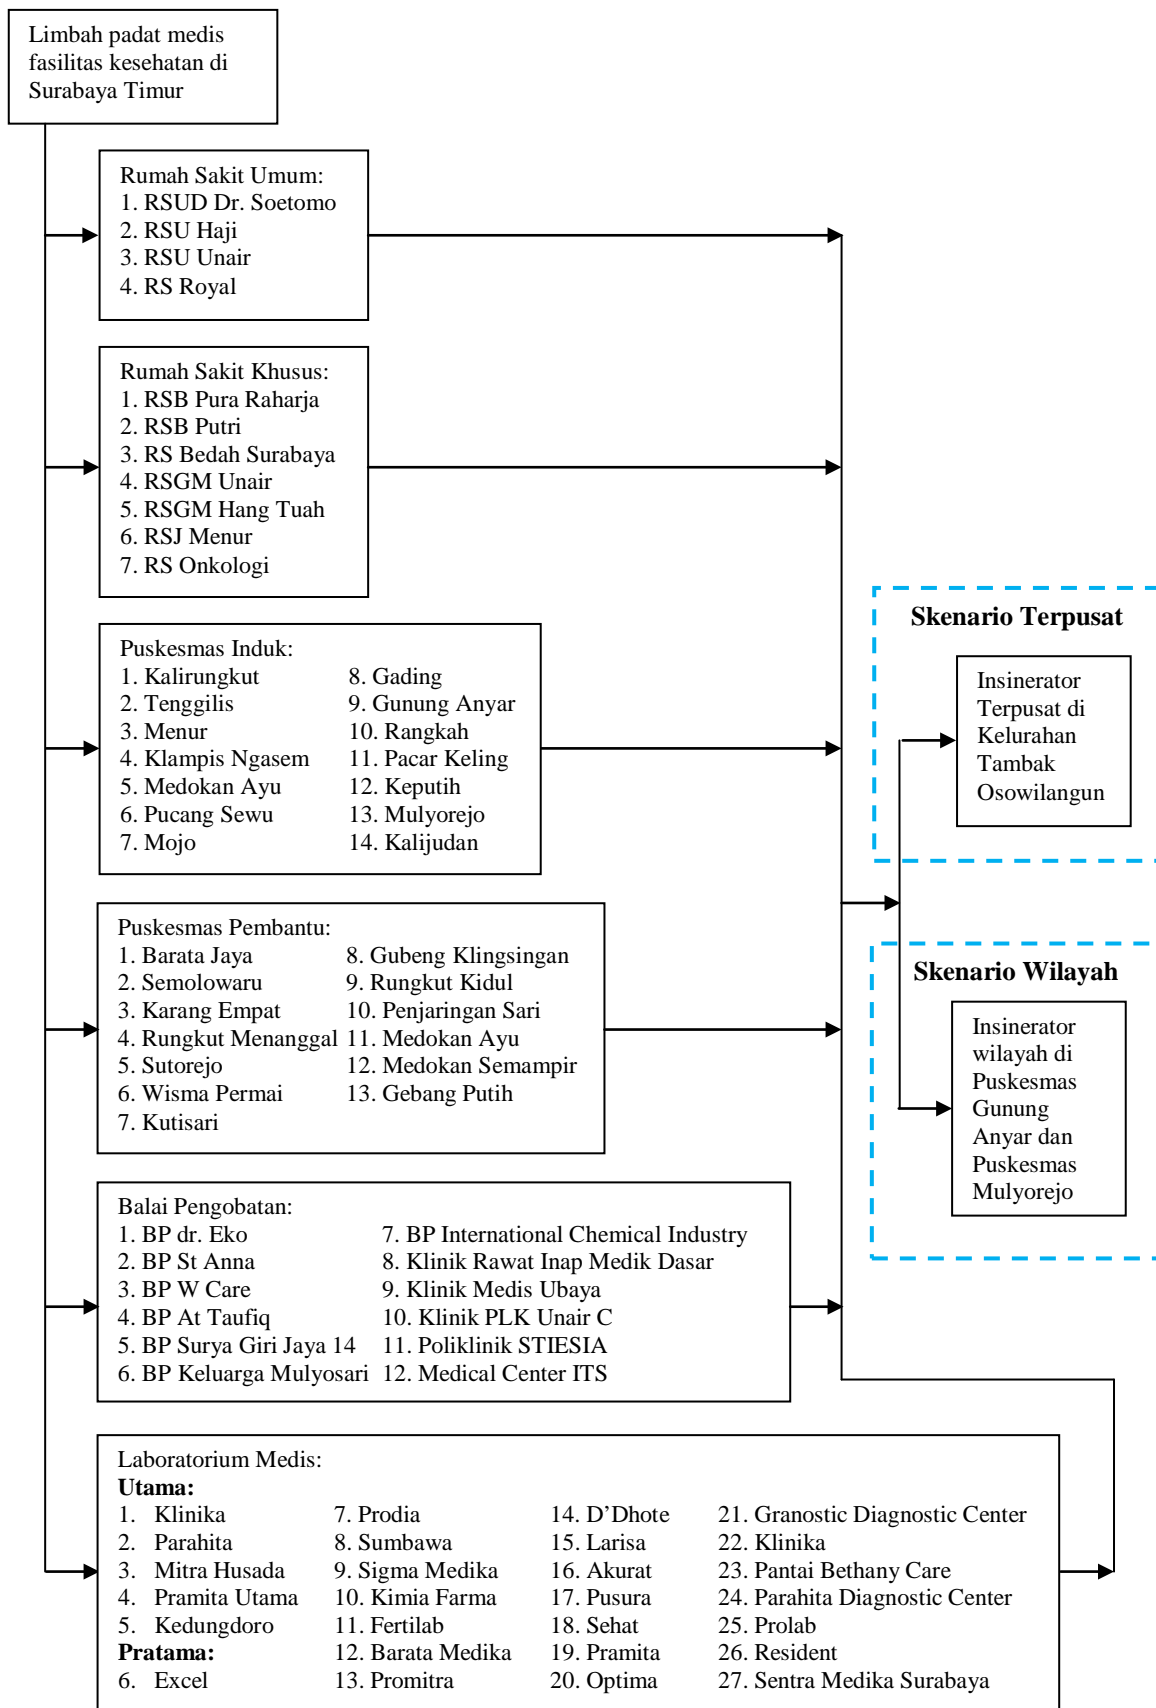 Limbah padat medis
fasilitas kesehatan di
Surabaya Timur
Rumah Sakit Umum:
1. RSUD Dr. Soetomo
2. RSU Haji
3. RSU Unair
4. RS Royal
Rumah Sakit Khusus:
1. RSB Pura Raharja
2. RSB Putri
3. RS Bedah Surabaya
4. RSGM Unair
5. RSGM Hang Tuah
6. RSJ Menur
7. RS Onkologi
Puskesmas Induk:
1. Kalirungkut
2. Tenggilis
3. Menur
4. Klampis Ngasem
5. Medokan Ayu
6. Pucang Sewu
7. Mojo
8. Gading
9. Gunung Anyar
10. Rangkah
11. Pacar Keling
12. Keputih
13. Mulyorejo
14. Kalijudan
Puskesmas Pembantu:
1. Barata Jaya
2. Semolowaru
3. Karang Empat
4. Rungkut Menanggal
5. Sutorejo
6. Wisma Permai
7. Kutisari
8. Gubeng Klingsingan
9. Rungkut Kidul
10. Penjaringan Sari
11. Medokan Ayu
12. Medokan Semampir
13. Gebang Putih
Balai Pengobatan:
1. BP dr. Eko
2. BP St Anna
3. BP W Care
4. BP At Taufiq
5. BP Surya Giri Jaya 14
6. BP Keluarga Mulyosari
7. BP International Chemical Industry
8. Klinik Rawat Inap Medik Dasar
9. Klinik Medis Ubaya
10. Klinik PLK Unair C
11. Poliklinik STIESIA
12. Medical Center ITS
Laboratorium Medis:
Utama:
1. Klinika
2. Parahita
3. Mitra Husada
4. Pramita Utama
5. Kedungdoro
Pratama:
6. Excel
7. Prodia
8. Sumbawa
9. Sigma Medika
10. Kimia Farma
11. Fertilab
12. Barata Medika
13. Promitra
14. D’Dhote
15. Larisa
16. Akurat
17. Pusura
18. Sehat
19. Pramita
20. Optima
21. Granostic Diagnostic Center
22. Klinika
23. Pantai Bethany Care
24. Parahita Diagnostic Center
25. Prolab
26. Resident
27. Sentra Medika Surabaya
Skenario Terpusat
Insinerator
Terpusat di
Kelurahan
Tambak
Osowilangun
Skenario Wilayah
Insinerator
wilayah di
Puskesmas
Gunung
Anyar dan
Puskesmas
Mulyorejo